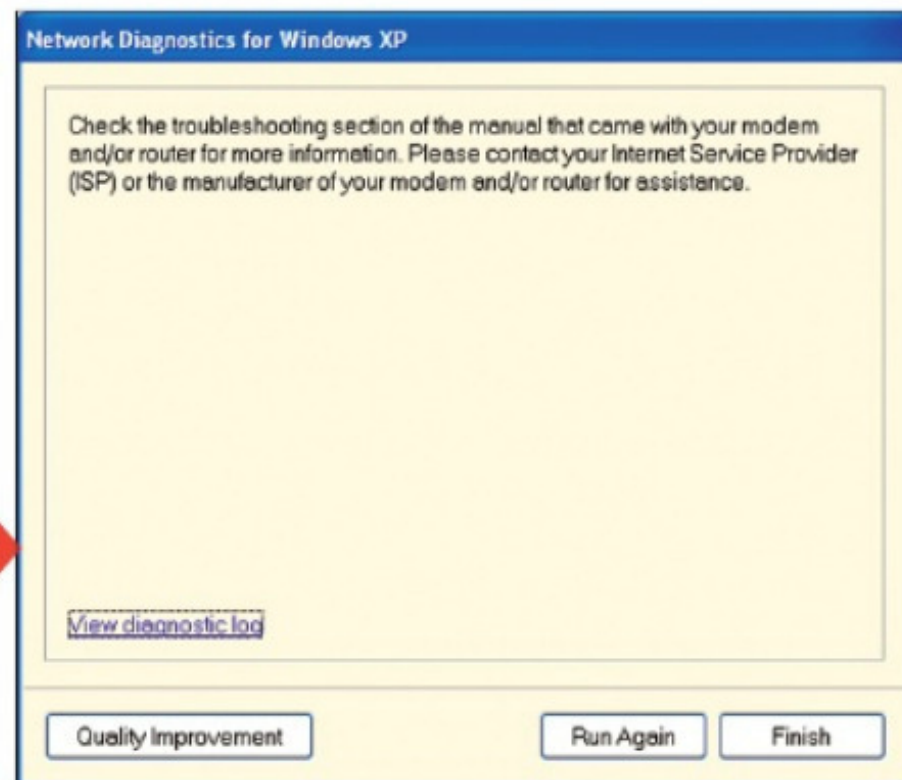 Network Diagnostics for Windows XP
Check the troubleshooting section of the manual that came with your modem
and/or router for more information. Please contact your Internet Service Provider
(ISP) or the manufacturer of your modem and/or router for assistance.
View diagnostic log
Quality Improvement
Run Again
Finish